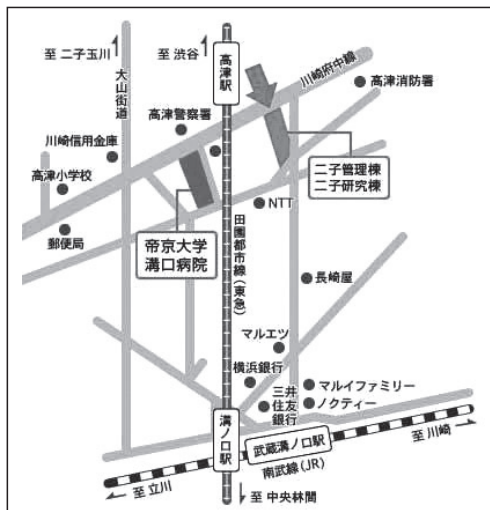 至 二子玉川
至 渋谷
大山街道
高津駅
川崎府中線
高津消防署
高津警察署
川崎信用金庫
高津小学校
二子管理棟
二子研究棟
NTT
郵便局
帝京大学
溝口病院
田園都市線(東急)
長崎屋
マルエツ
横浜銀行
三井
住友
銀行
マルイファミリー
ノクティー
溝ノ口駅
武蔵溝ノ口駅
至 川崎
南武線(JR)
至 立川
至 中央林間